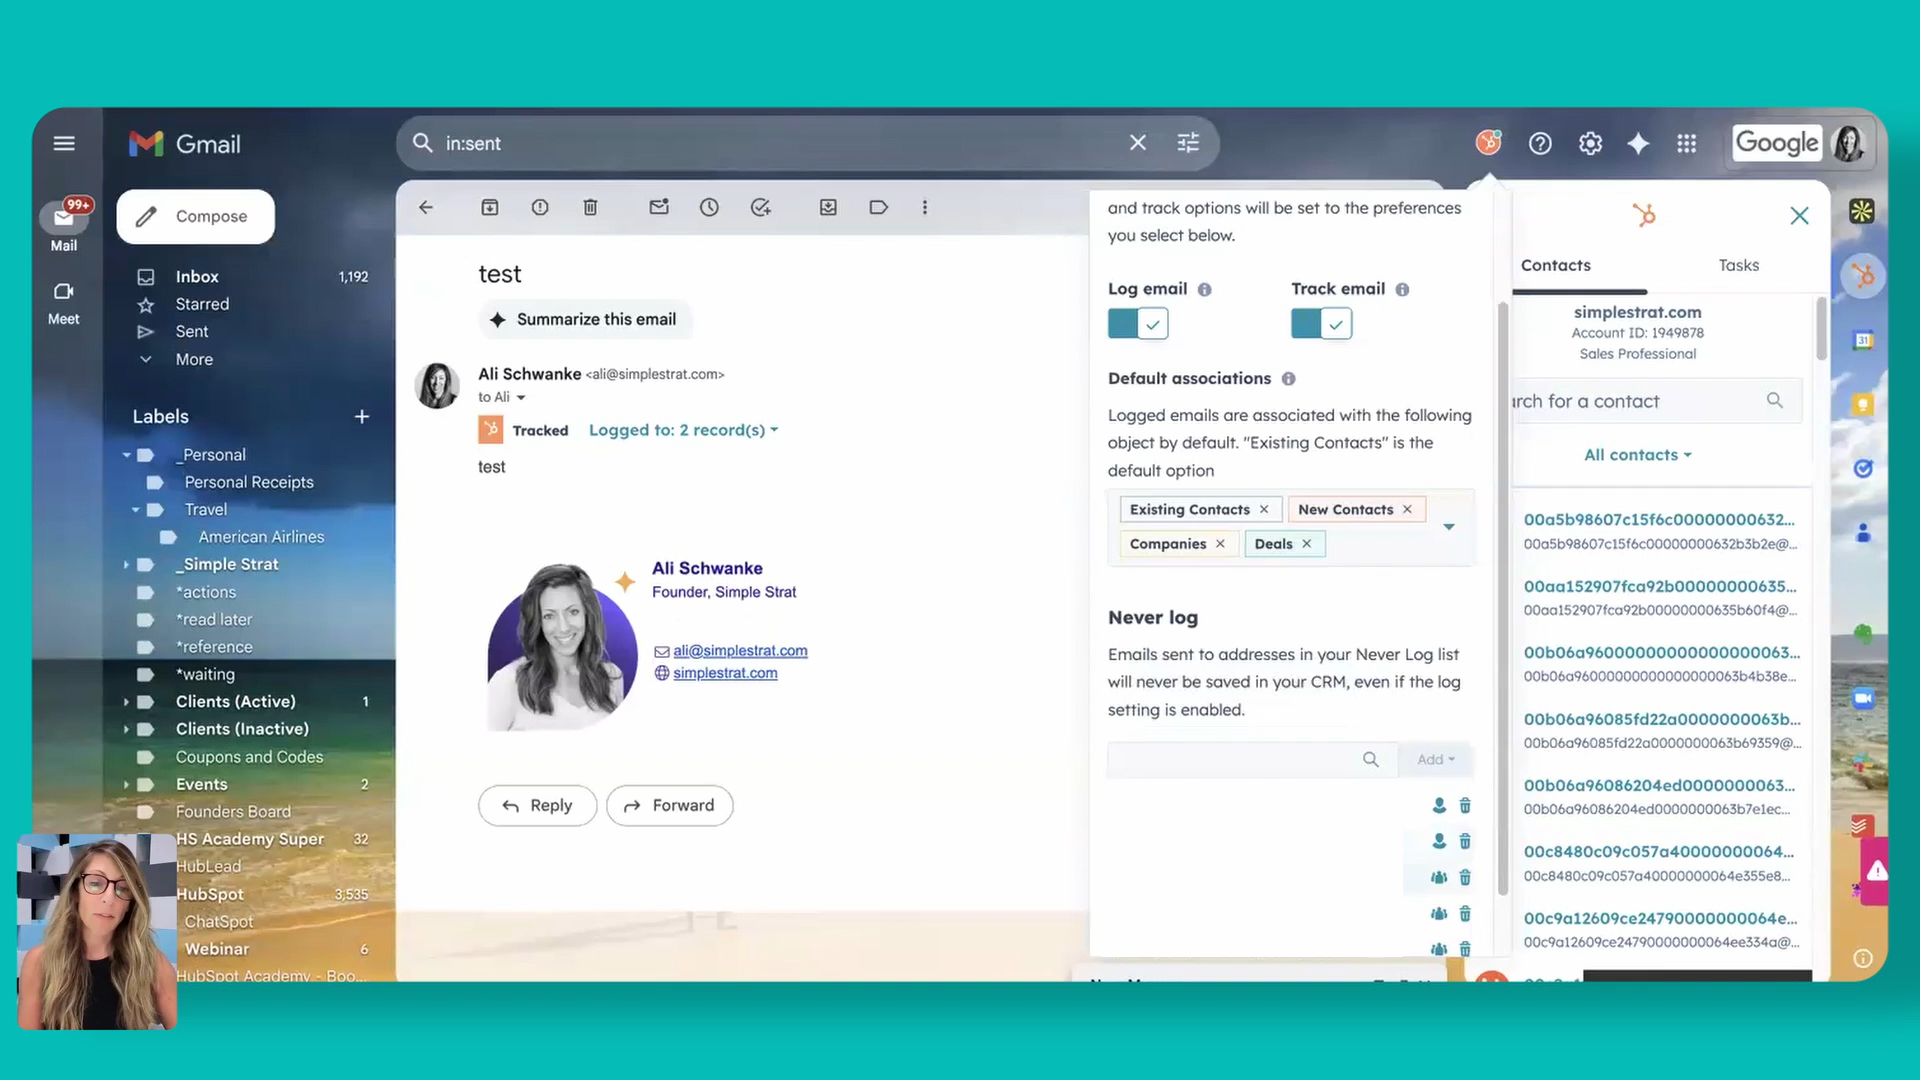 Gmail
in:sent
Google
99+
Mail
Meet
Compose
Inbox 1,192
Starred
Sent
More
Labels
_Personal
Personal Receipts
Travel
American Airlines
_Simple Strat
*actions
*read later
*reference
*waiting
Clients (Active) 1
Clients (Inactive)
Coupons and Codes
Events 2
Founders Board
HS Academy Super 32
HubLead
HubSpot 3,535
ChatSpot
Webinar 6
HubSpot Academy - Boo...
test
Summarize this email
Ali Schwanke <ali@simplestrat.com>
to Ali
Tracked Logged to: 2 record(s)
test
Ali Schwanke
Founder, Simple Strat
ali@simplestrat.com
simplestrat.com
Reply
Forward
and track options will be set to the preferences
you select below.
Log email
Track email
Default associations
Logged emails are associated with the following
object by default. "Existing Contacts" is the
default option
Existing Contacts
New Contacts
Companies
Deals
Never log
Emails sent to addresses in your Never Log list
will never be saved in your CRM, even if the log
setting is enabled.
Add
Contacts
Tasks
simplestrat.com
Account ID: 1949878
Sales Professional
rch for a contact
All contacts
00a5b98607c15f6c00000000632...
00a5b98607c15f6c00000000632b3b2e@...
00aa152907fca92b00000000635...
00aa152907fca92b00000000635b60f4@...
00b06a9600000000000000000063...
00b06a96085fd22a0000000063b...
00b06a96085fd22a0000000063b69359@...
00b06a96086204ed0000000063...
00b06a96086204ed0000000063b7e1ec...
00c8480c09c057a40000000064...
00c8480c09c057a40000000064e355e8...
00c9a12609ce24790000000064e...
00c9a12609ce24790000000064ee334a@...
31